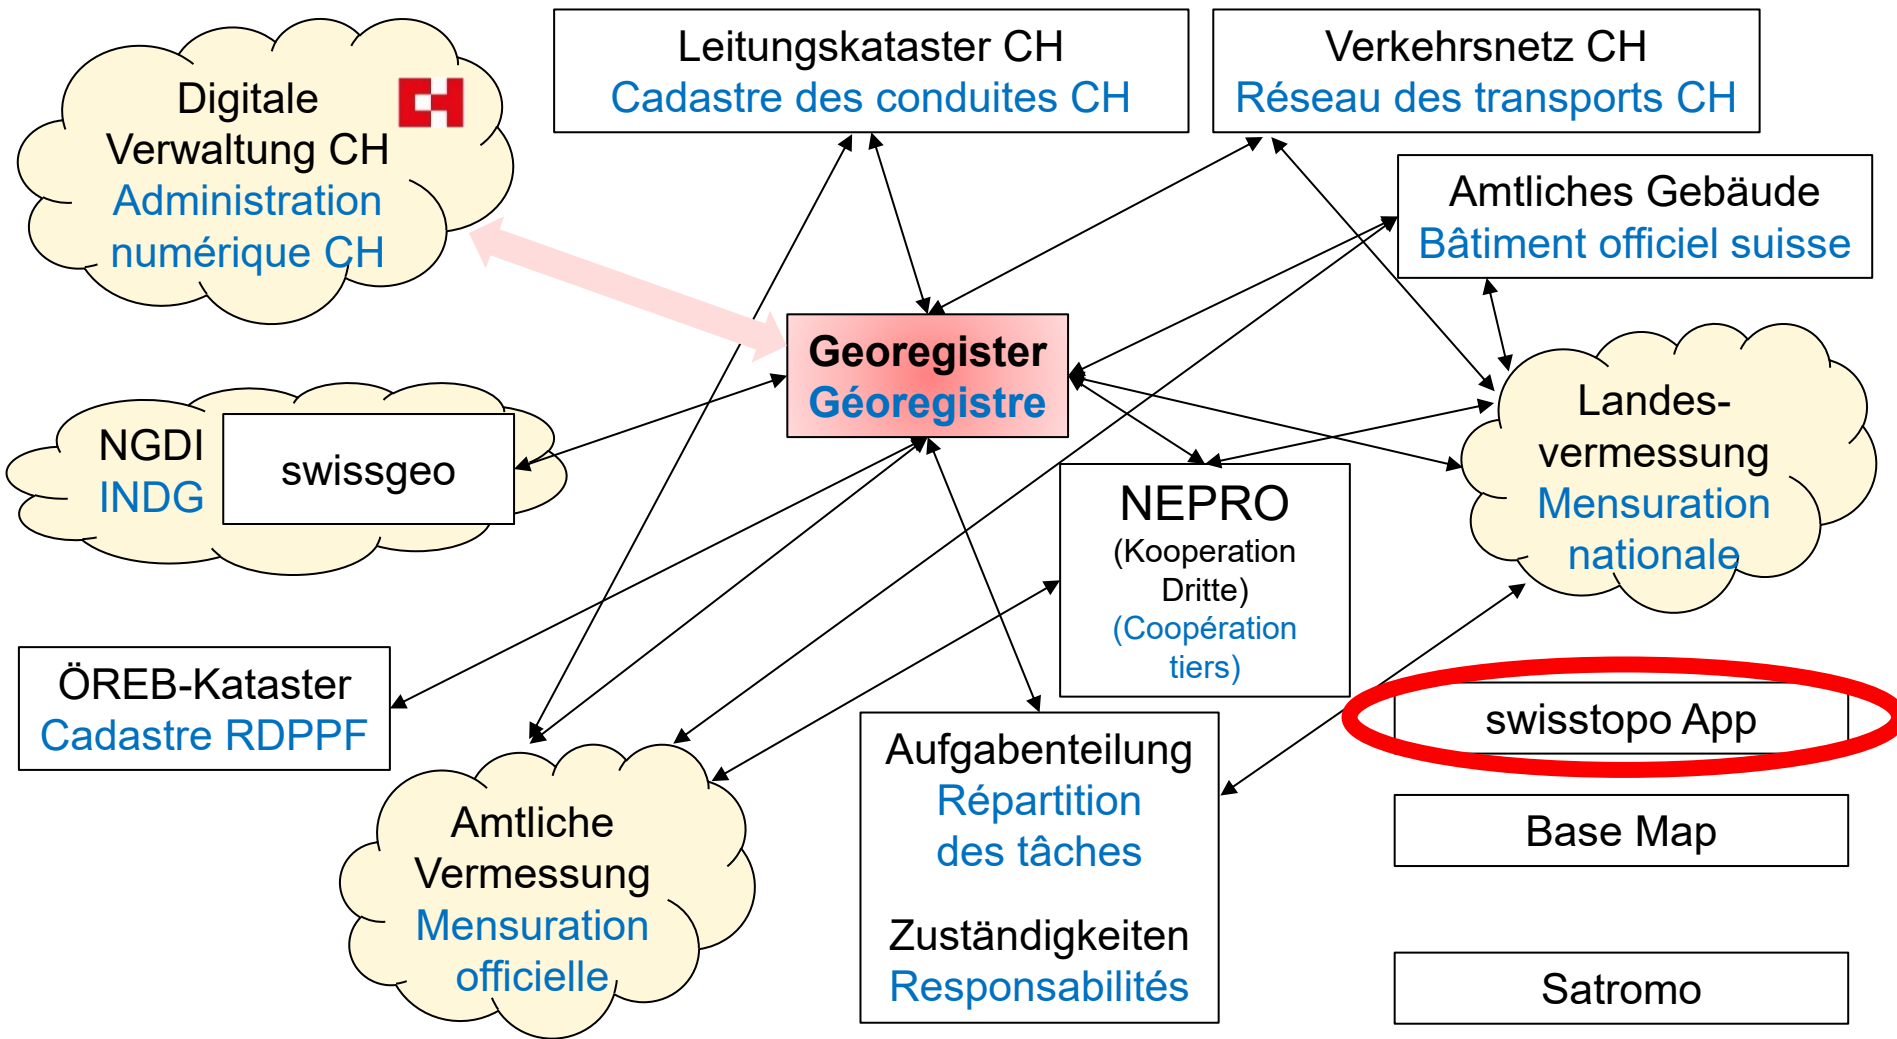 Digitale
Verwaltung CH
Administration
numérique CH
Leitungskataster CH
Cadastre des conduites CH
Verkehrsnetz CH
Réseau des transports CH
Amtliches Gebäude
Bâtiment officiel suisse
Georegister
Géoregistre
NGDI
INDG
swissgeo
Landes-
vermessung
Mensuration
nationale
NEPRO
(Kooperation
Dritte)
(Coopération
tiers)
ÖREB-Kataster
Cadastre RDPPF
Amtliche
Vermessung
Mensuration
officielle
Aufgabenteilung
Répartition
des tâches
Zuständigkeiten
Responsabilités
swisstopo App
Base Map
Satromo